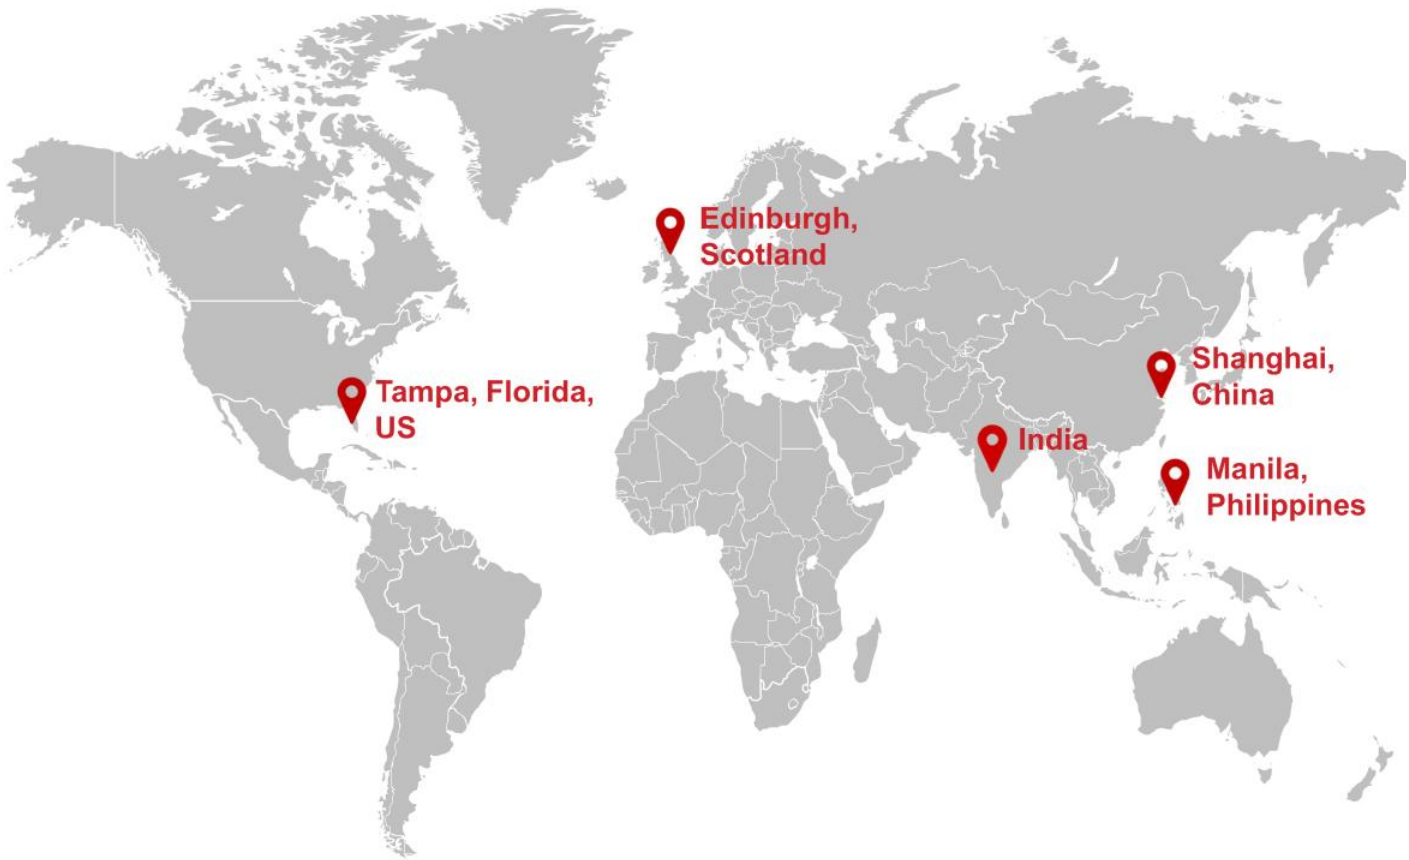 Edinburgh,
Scotland
Tampa, Florida,
US
Shanghai,
China
India
Manila,
Philippines